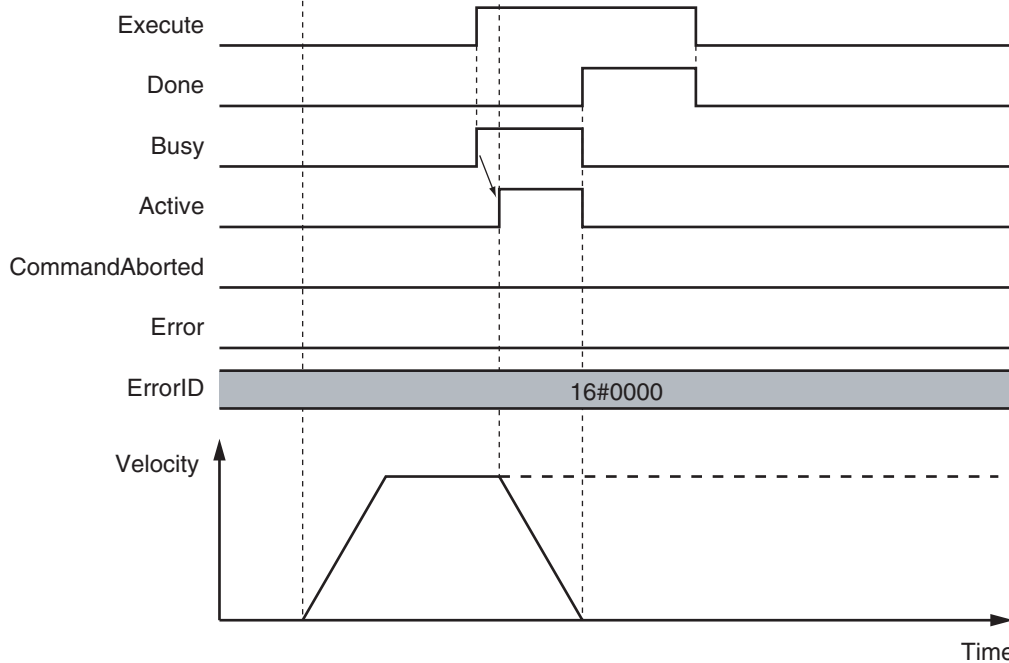 Execute
Done
Busy
Active
CommandAborted
Error
ErrorID
16#0000
Velocity
Time